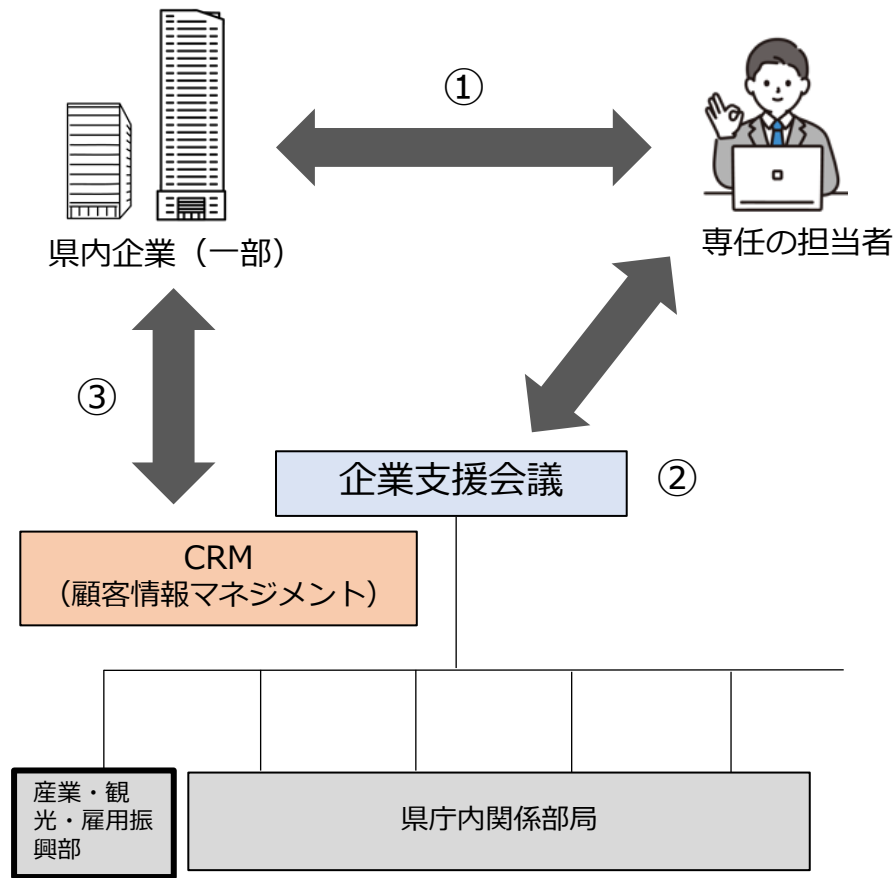 ①
県内企業（一部）
専任の担当者
③
企業支援会議
②
CRM
（顧客情報マネジメント）
産業・観
光・雇用振
興部
県庁内関係部局